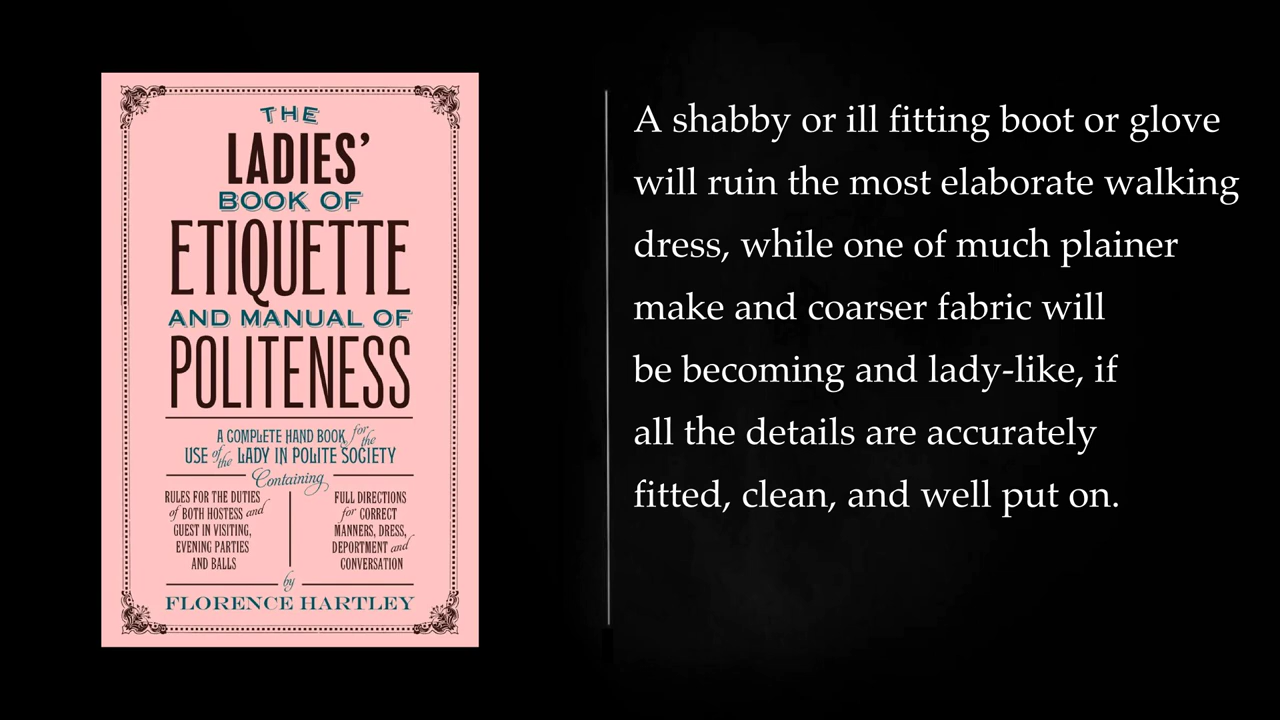 THE
LADIES'
BOOK OF
ETIQUETTE
AND MANUAL OF
POLITENESS
A COMPLETE HAND BOOK for the
USE of the LADY IN POLITE SOCIETY
Containing
RULES FOR THE DUTIES
of BOTH HOSTESS and
GUEST IN VISITING,
EVENING PARTIES
AND BALLS
FULL DIRECTIONS
for CORRECT
MANNERS, DRESS,
DEPORTMENT and
CONVERSATION
by
FLORENCE HARTLEY
A shabby or ill fitting boot or glove
will ruin the most elaborate walking
dress, while one of much plainer
make and coarser fabric will
be becoming and lady-like, if
all the details are accurately
fitted, clean, and well put on.